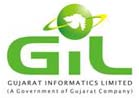 GIL
GUJARAT INFORMATICS LIMITED
(A Government of Gujarat Company)